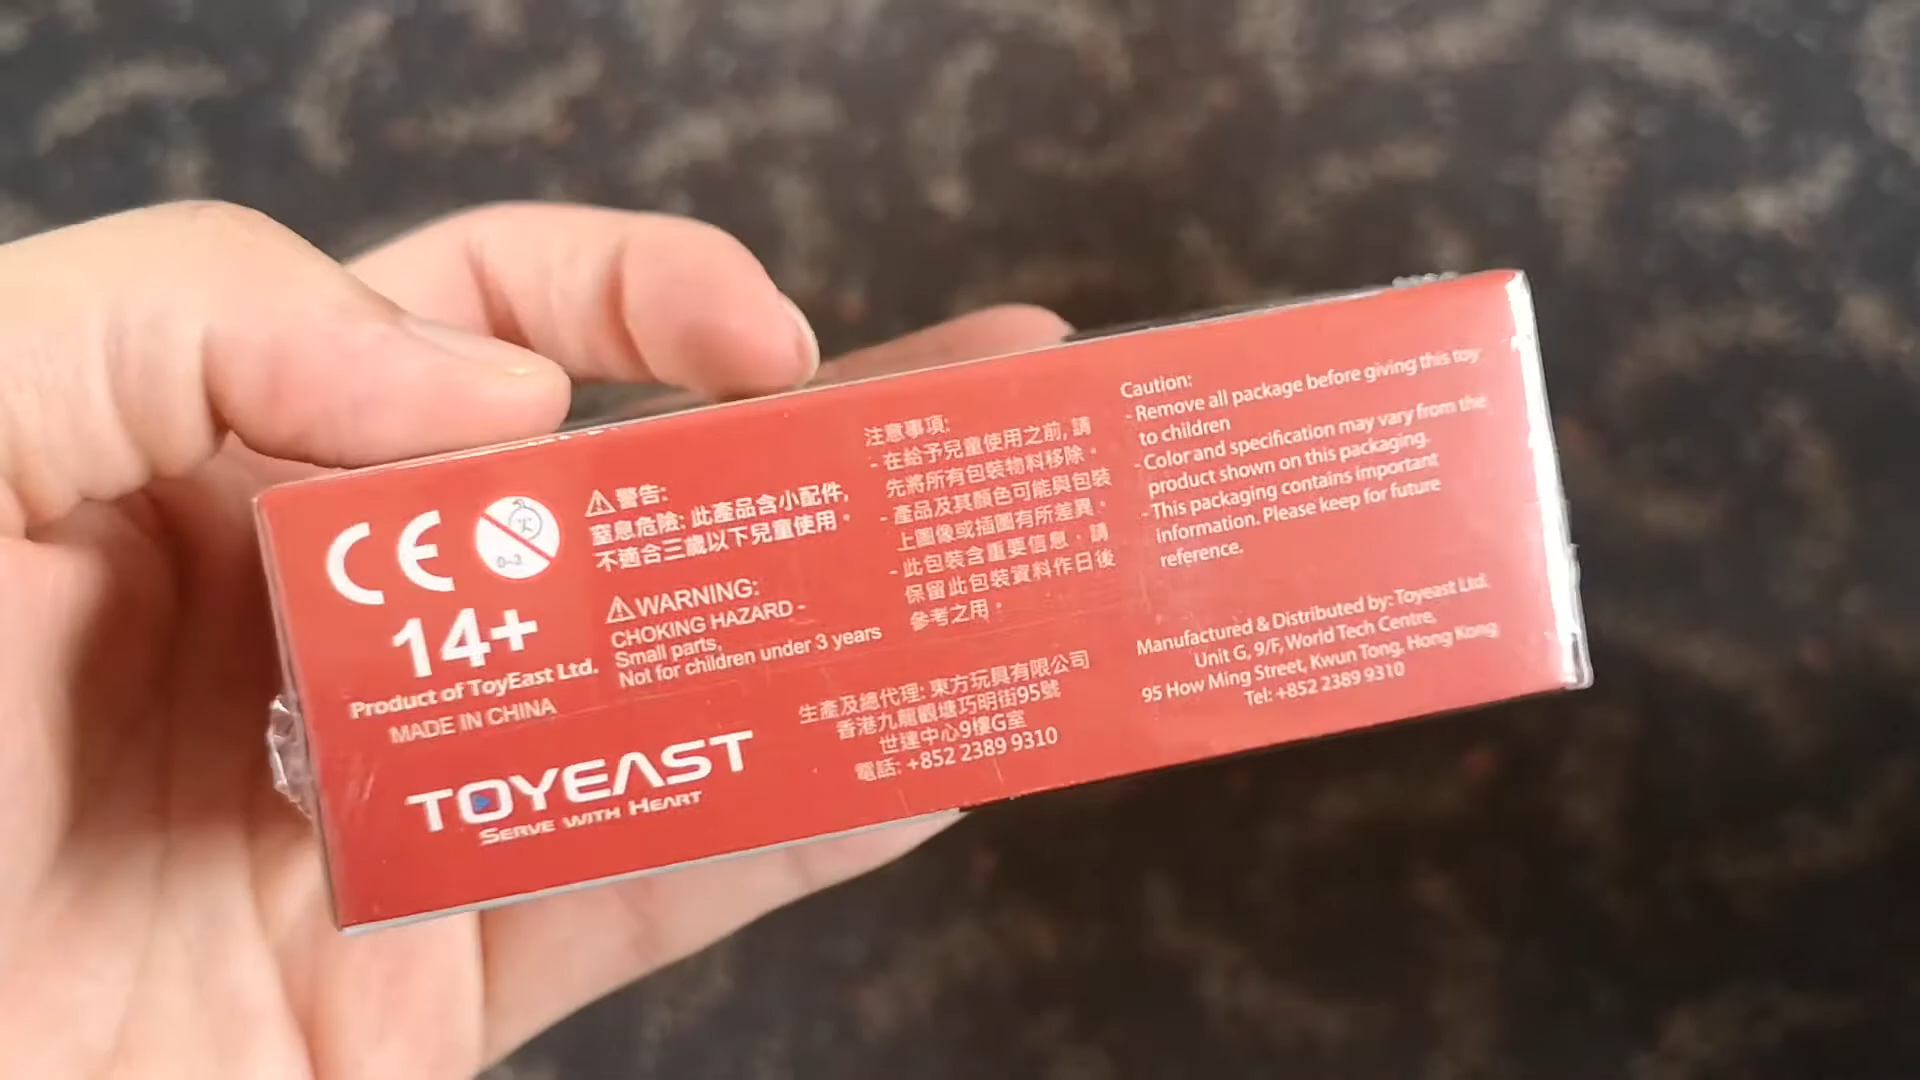 CE
0-3
14+
Product of ToyEast Ltd.
MADE IN CHINA
TOYEAST
SERVE WITH HEART
警告:
窒息危險: 此產品含小配件,
不適合三歲以下兒童使用。
WARNING:
CHOKING HAZARD -
Small parts,
Not for children under 3 years
注意事項:
- 在給予兒童使用之前, 請
先將所有包裝物料移除。
- 產品及其顏色可能與包裝
上圖像或插圖有所差異。
- 此包裝含重要信息。請
保留此包裝資料作日後
參考之用。
生產及總代理: 東方玩具有限公司
香港九龍觀塘巧明街95號
世達中心9樓G室
電話: +852 2389 9310
Caution:
- Remove all package before giving this toy
to children
- Color and specification may vary from the
product shown on this packaging.
- This packaging contains important
information. Please keep for future
reference.
Manufactured & Distributed by: Toyeast Ltd.
Unit G, 9/F, World Tech Centre,
95 How Ming Street, Kwun Tong, Hong Kong
Tel: +852 2389 9310